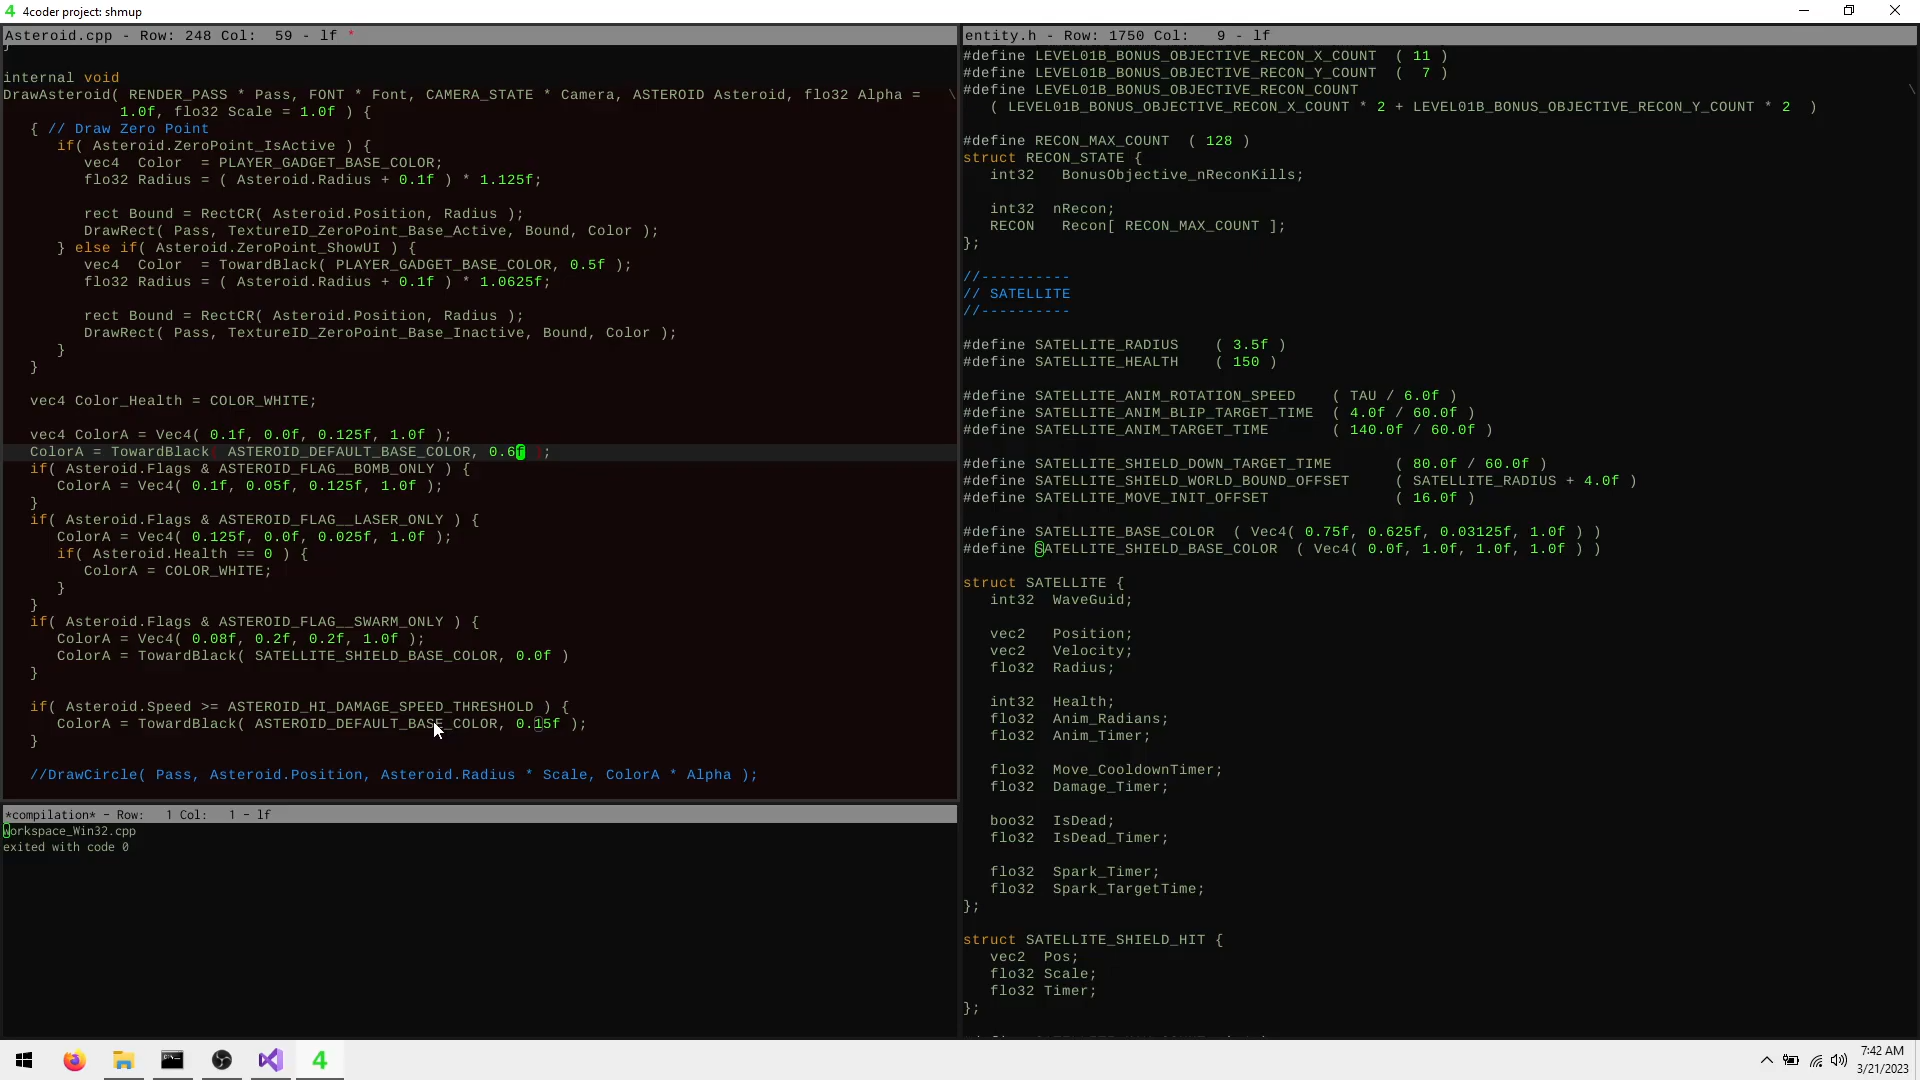 4coder project: shmup
Asteroid.cpp - Row: 248 Col:  59 - lf *
}
internal void
DrawAsteroid( RENDER_PASS * Pass, FONT * Font, CAMERA_STATE * Camera, ASTEROID Asteroid, flo32 Alpha = \
1.0f, flo32 Scale = 1.0f ) {
{ // Draw Zero Point
if( Asteroid.ZeroPoint_IsActive ) {
vec4  Color  = PLAYER_GADGET_BASE_COLOR;
flo32 Radius = ( Asteroid.Radius + 0.1f ) * 1.125f;
rect Bound = RectCR( Asteroid.Position, Radius );
DrawRect( Pass, TextureID_ZeroPoint_Base_Active, Bound, Color );
} else if( Asteroid.ZeroPoint_ShowUI ) {
vec4  Color  = TowardBlack( PLAYER_GADGET_BASE_COLOR, 0.5f );
flo32 Radius = ( Asteroid.Radius + 0.1f ) * 1.0625f;
rect Bound = RectCR( Asteroid.Position, Radius );
DrawRect( Pass, TextureID_ZeroPoint_Base_Inactive, Bound, Color );
}
}
vec4 Color_Health = COLOR_WHITE;
vec4 ColorA = Vec4( 0.1f, 0.0f, 0.125f, 1.0f );
ColorA = TowardBlack( ASTEROID_DEFAULT_BASE_COLOR, 0.6f );
if( Asteroid.Flags & ASTEROID_FLAG__BOMB_ONLY ) {
ColorA = Vec4( 0.1f, 0.05f, 0.125f, 1.0f );
}
if( Asteroid.Flags & ASTEROID_FLAG__LASER_ONLY ) {
ColorA = Vec4( 0.125f, 0.0f, 0.025f, 1.0f );
if( Asteroid.Health == 0 ) {
ColorA = COLOR_WHITE;
}
}
if( Asteroid.Flags & ASTEROID_FLAG__SWARM_ONLY ) {
ColorA = Vec4( 0.08f, 0.2f, 0.2f, 1.0f );
ColorA = TowardBlack( SATELLITE_SHIELD_BASE_COLOR, 0.0f )
}
if( Asteroid.Speed >= ASTEROID_HI_DAMAGE_SPEED_THRESHOLD ) {
ColorA = TowardBlack( ASTEROID_DEFAULT_BASE_COLOR, 0.15f );
}
//DrawCircle( Pass, Asteroid.Position, Asteroid.Radius * Scale, ColorA * Alpha );
*compilation* - Row:   1 Col:   1 - lf
workspace_Win32.cpp
exited with code 0
entity.h - Row: 1750 Col:   9 - lf
#define LEVEL01B_BONUS_OBJECTIVE_RECON_X_COUNT  ( 11 )
#define LEVEL01B_BONUS_OBJECTIVE_RECON_Y_COUNT  (  7 )
#define LEVEL01B_BONUS_OBJECTIVE_RECON_COUNT \
( LEVEL01B_BONUS_OBJECTIVE_RECON_X_COUNT * 2 + LEVEL01B_BONUS_OBJECTIVE_RECON_Y_COUNT * 2  )
#define RECON_MAX_COUNT  ( 128 )
struct RECON_STATE {
int32   BonusObjective_nReconKills;
int32  nRecon;
RECON   Recon[ RECON_MAX_COUNT ];
};
//----------
// SATELLITE
//----------
#define SATELLITE_RADIUS    ( 3.5f )
#define SATELLITE_HEALTH    ( 150 )
#define SATELLITE_ANIM_ROTATION_SPEED    ( TAU / 6.0f )
#define SATELLITE_ANIM_BLIP_TARGET_TIME  ( 4.0f / 60.0f )
#define SATELLITE_ANIM_TARGET_TIME       ( 140.0f / 60.0f )
#define SATELLITE_SHIELD_DOWN_TARGET_TIME       ( 80.0f / 60.0f )
#define SATELLITE_SHIELD_WORLD_BOUND_OFFSET     ( SATELLITE_RADIUS + 4.0f )
#define SATELLITE_MOVE_INIT_OFFSET              ( 16.0f )
#define SATELLITE_BASE_COLOR  ( Vec4( 0.75f, 0.625f, 0.03125f, 1.0f ) )
#define SATELLITE_SHIELD_BASE_COLOR  ( Vec4( 0.0f, 1.0f, 1.0f, 1.0f ) )
struct SATELLITE {
int32  WaveGuid;
vec2   Position;
vec2   Velocity;
flo32  Radius;
int32  Health;
flo32  Anim_Radians;
flo32  Anim_Timer;
flo32  Move_CooldownTimer;
flo32  Damage_Timer;
boo32  IsDead;
flo32  IsDead_Timer;
flo32  Spark_Timer;
flo32  Spark_TargetTime;
};
struct SATELLITE_SHIELD_HIT {
vec2  Pos;
flo32 Scale;
flo32 Timer;
};
4
7:42 AM
3/21/2023